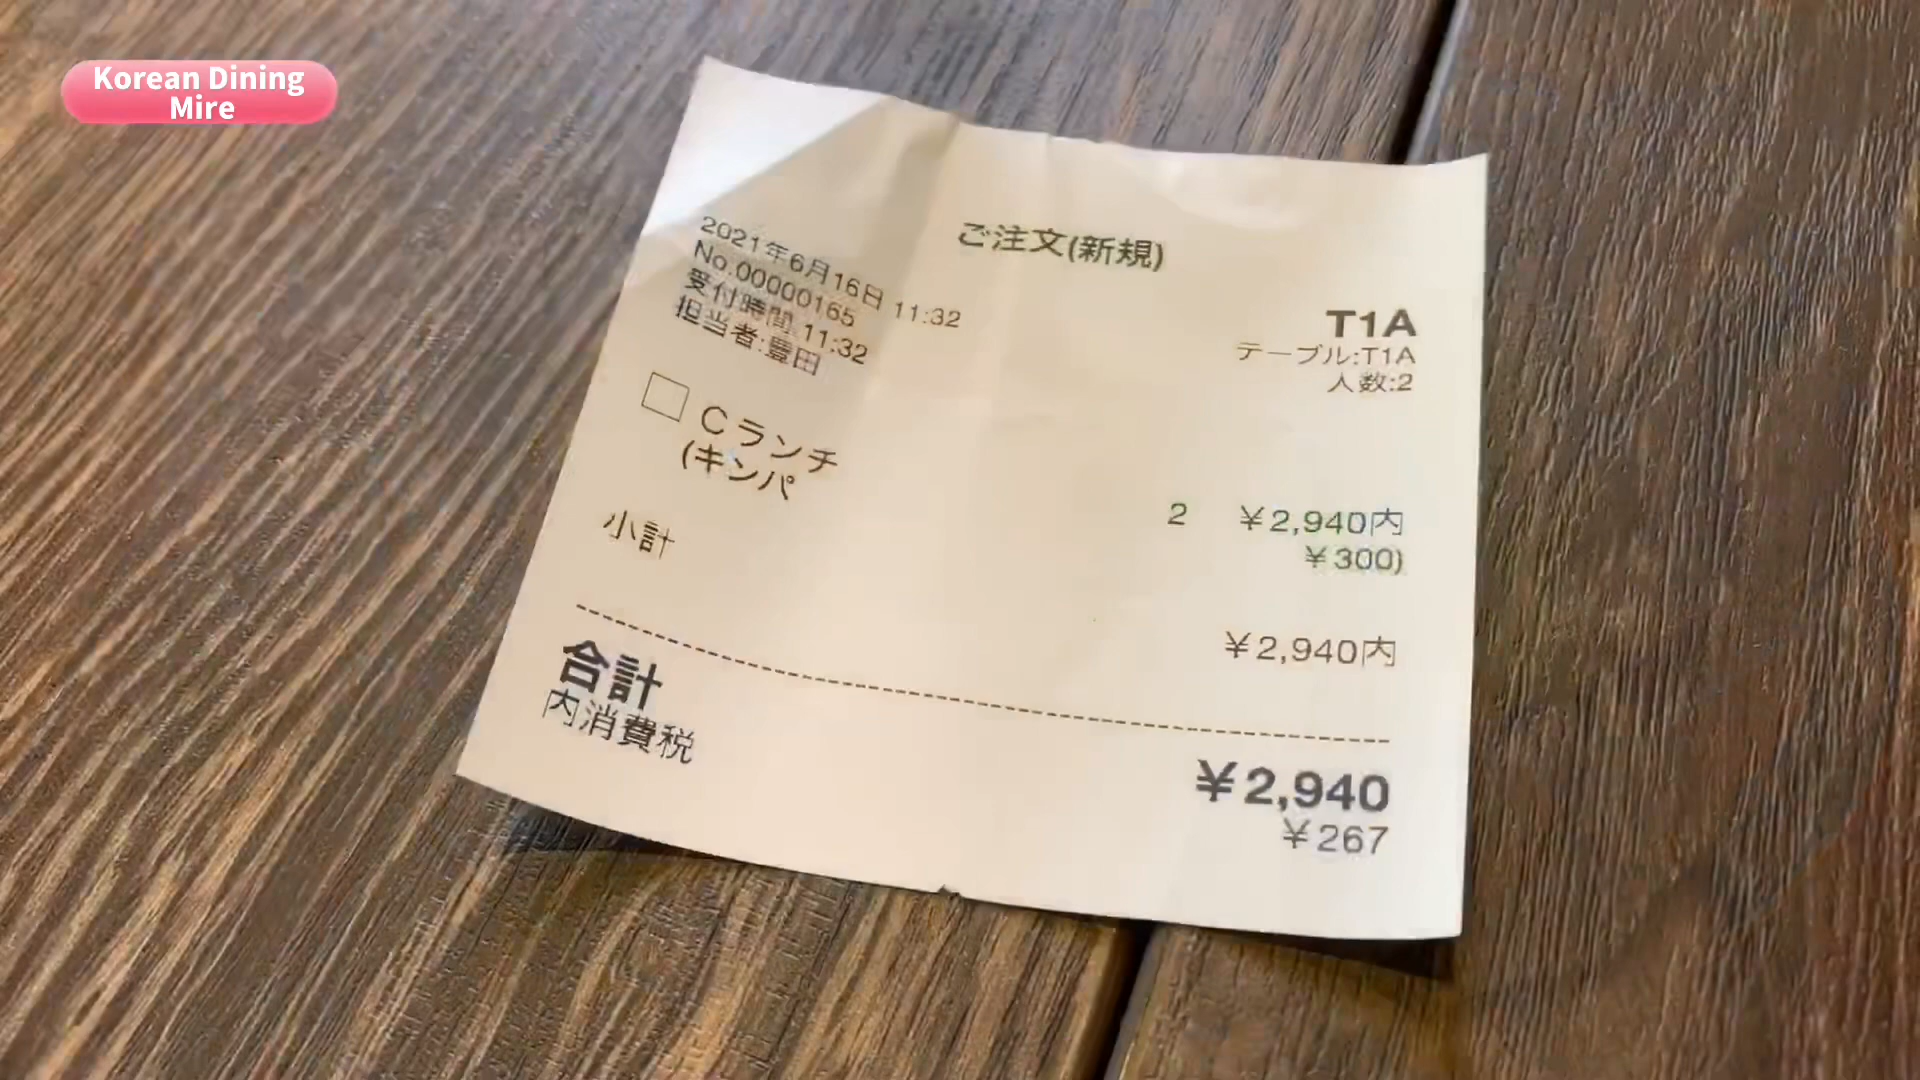 Korean Dining
Mire
ご注文(新規)
2021年6月16日 11:32
No.00000165
受付時間 11:32
担当者:豊田
T1A
テーブル:T1A
人数:2
Cランチ 2 ¥2,940内
(キンパ ¥300)
小計 ¥2,940内
合計 ¥2,940
内消費税 ¥267